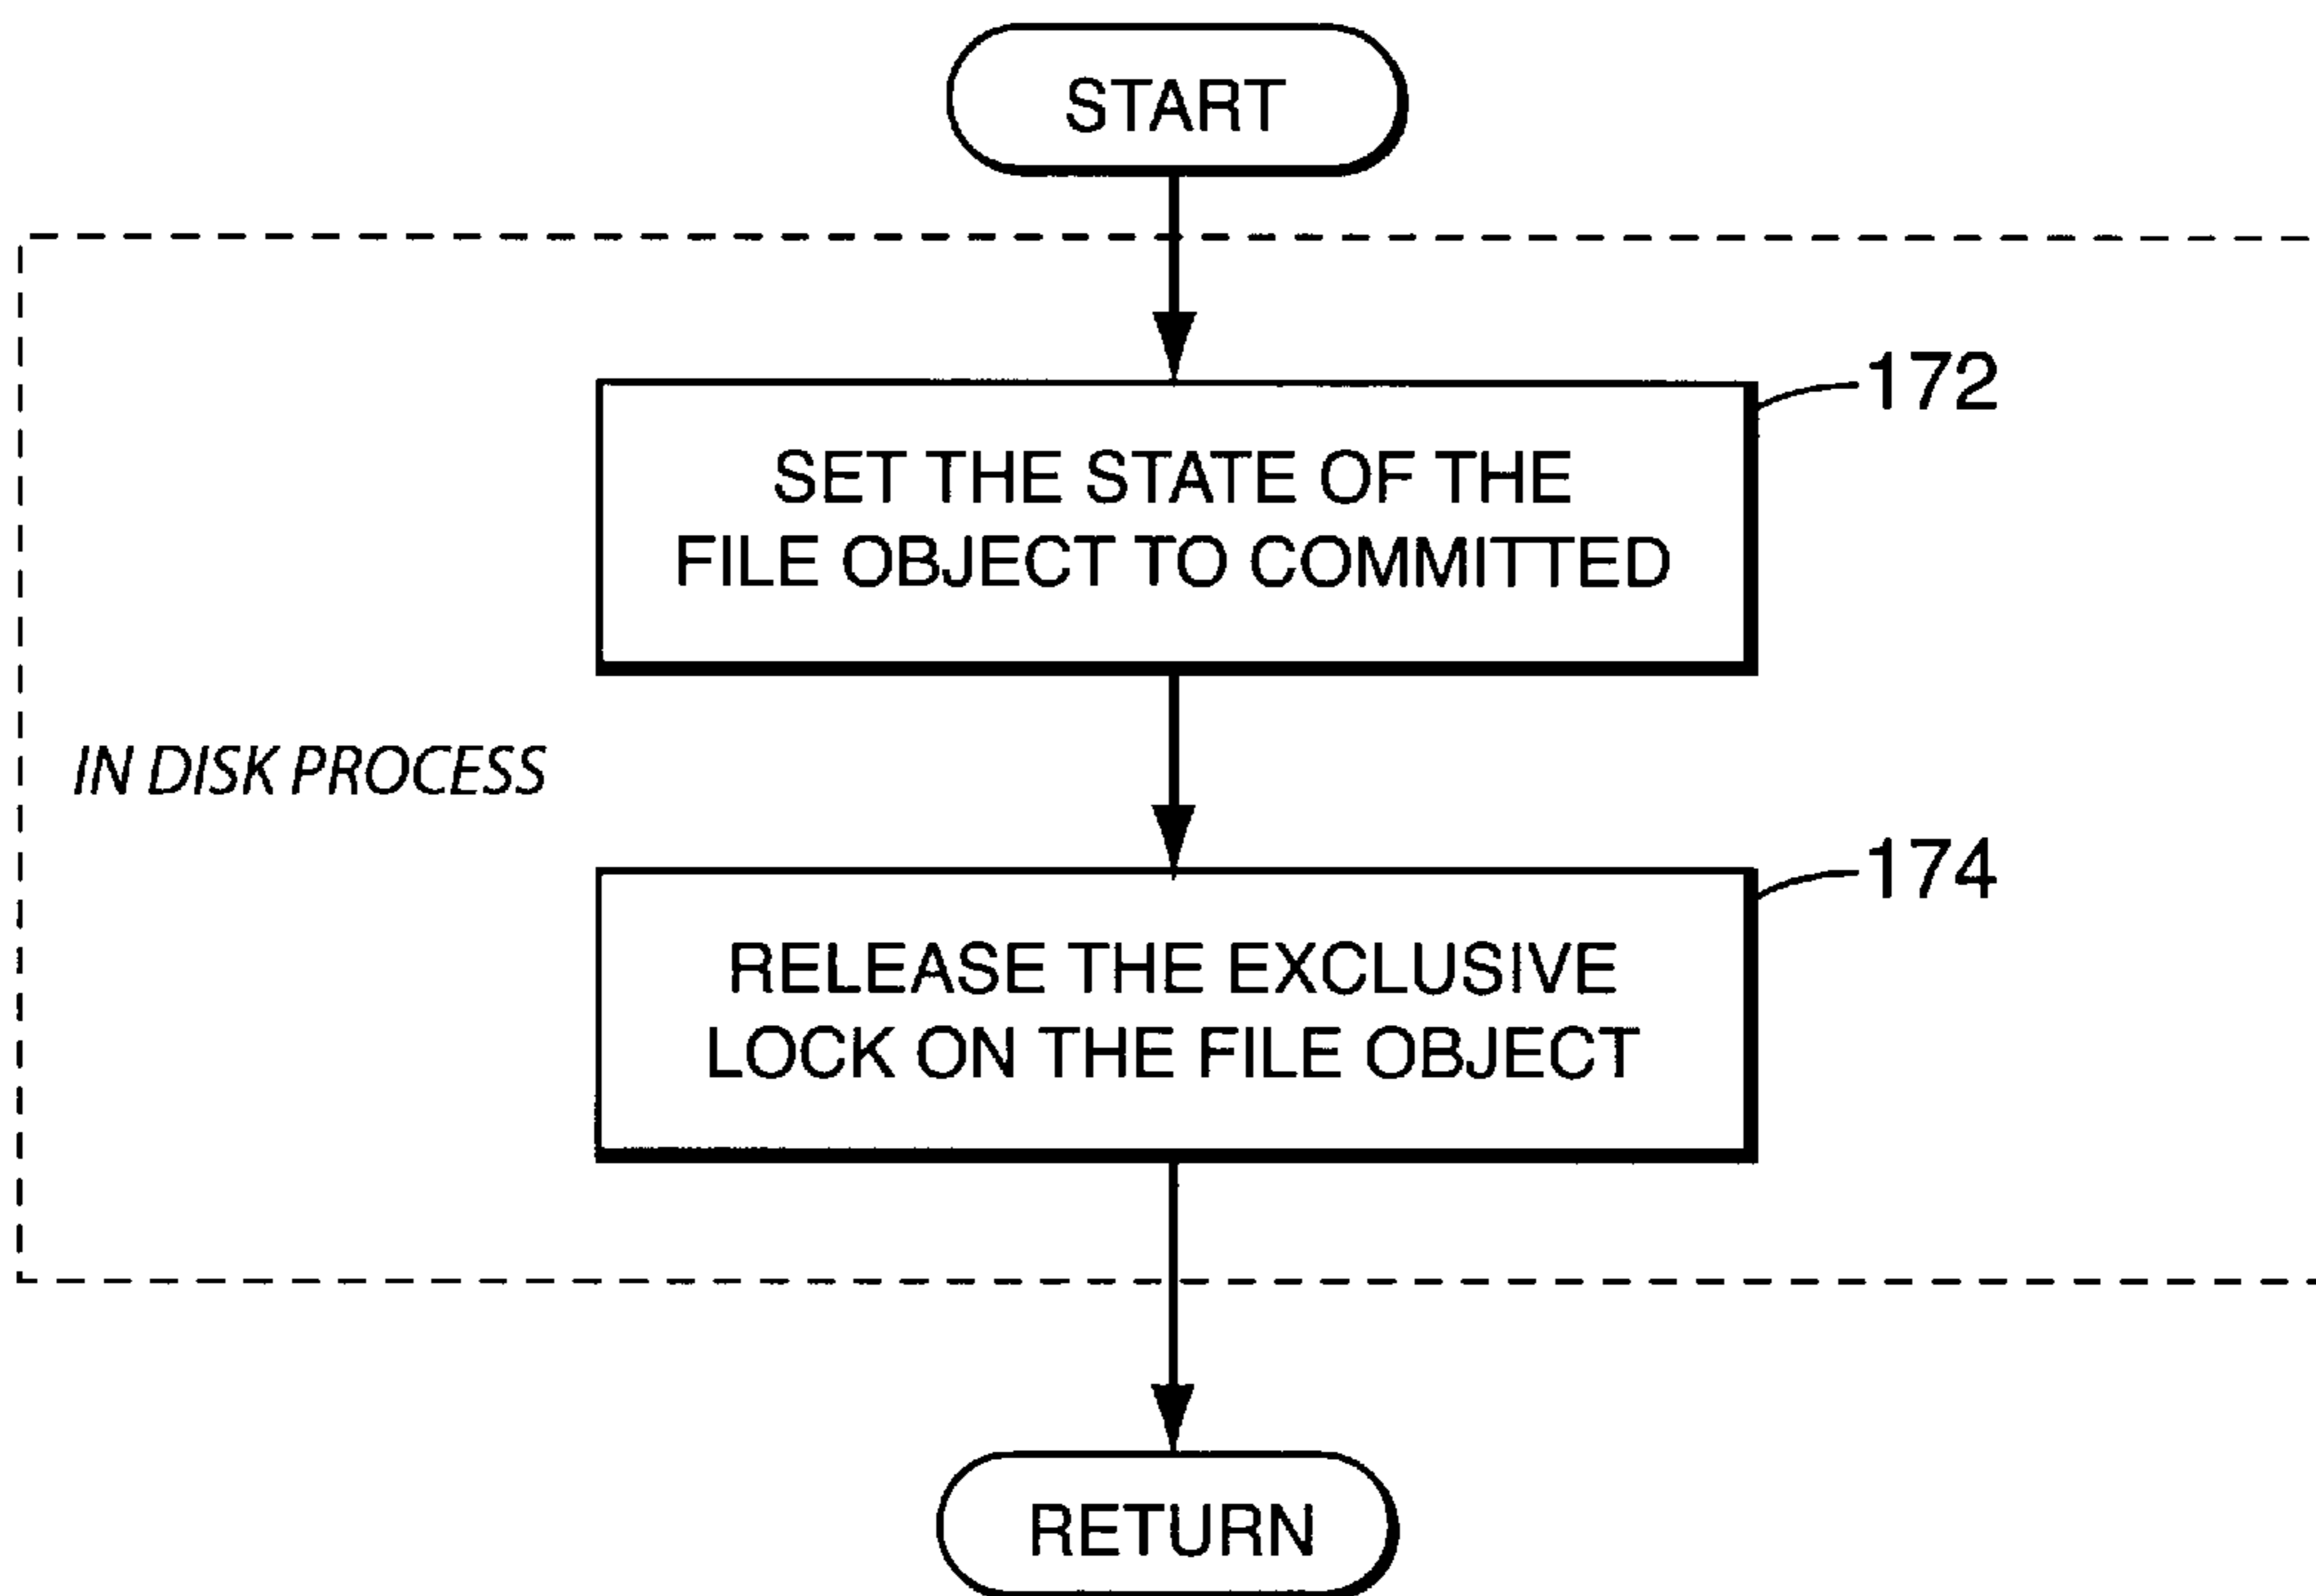 START
172
SET THE STATE OF THE
FILE OBJECT TO COMMITTED
IN DISK PROCESS
174
RELEASE THE EXCLUSIVE
LOCK ON THE FILE OBJECT
RETURN